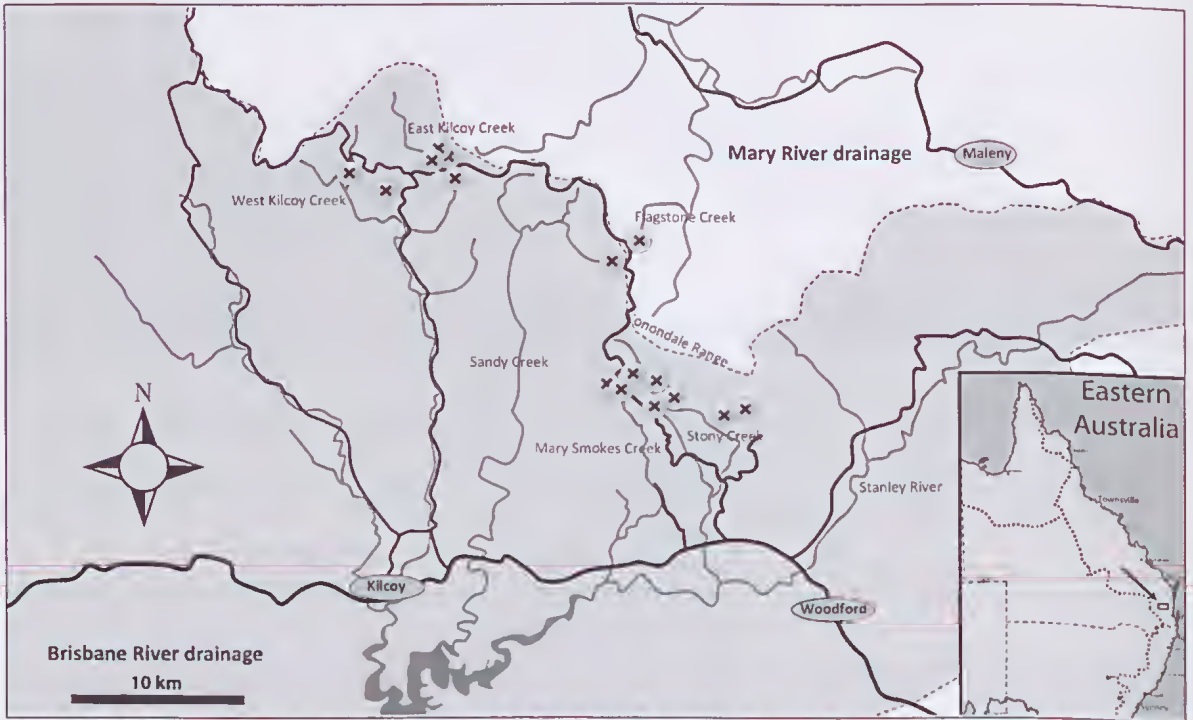 East Kilcoy Creek
Mary River drainage
Maleny
West Kilcoy Creek
Flagstone Creek
onondale Range
Sandy Creek
N
Eastern
Australia
Mary Smokes Creek
Stony Creek
Stanley River
Townsville
Kilcoy
Woodford
Brisbane River drainage
10 km